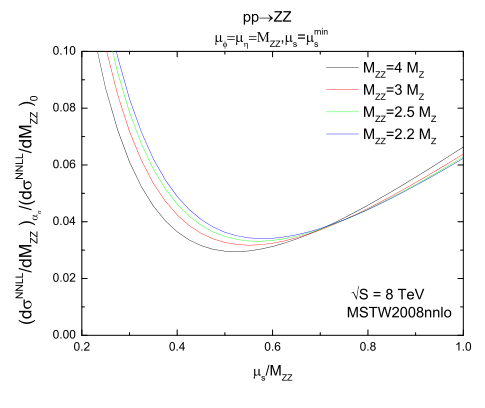 pp→ZZ
μ_ϕ=μ_η=M_ZZ,μ_s=μ_s^min
0.10
0.08
0.06
0.04
0.02
0.00
(dσ^NNLL/dM_ZZ)_αη/(dσ^NNLL/dM_ZZ)_0
M_ZZ=4 M_Z
M_ZZ=3 M_Z
M_ZZ=2.5 M_Z
M_ZZ=2.2 M_Z
√S = 8 TeV
MSTW2008nnlo
0.2 0.4 0.6 0.8 1.0
μ_s/M_ZZ